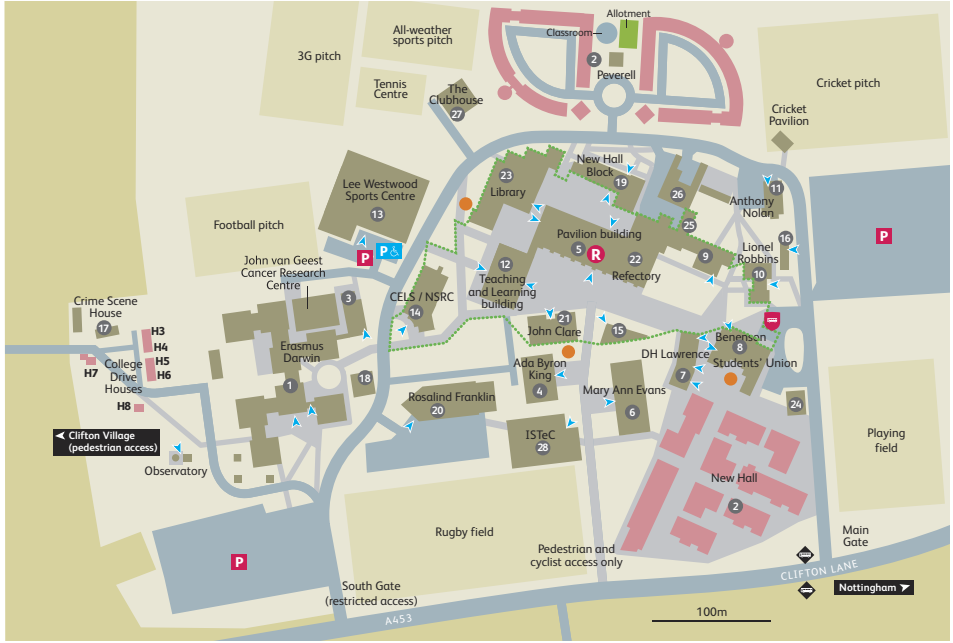 Allotment
Classroom
2
Peverell
All-weather
sports pitch
3G pitch
Tennis
Centre
The
Clubhouse
27
Cricket pitch
Cricket
Pavilion
New Hall
Block
19
23
Library
26
11
Anthony
Nolan
Lee Westwood
Sports Centre
13
Football pitch
P
P
25
16
Pavilion building
5
R
22
Refectory
9
Lionel
Robbins
10
P
John van Geest
Cancer Research
Centre
3
12
Teaching
and Learning
building
CELS / NSRC
14
Crime Scene
House
17
H3
H4
H5
H6
H7
H8
College
Drive
Houses
Erasmus
Darwin
1
18
21
John Clare
15
Benenson
8
Students' Union
DH Lawrence
7
Ada Byron
King
4
Mary Ann Evans
6
Rosalind Franklin
20
24
ISTeC
28
Clifton Village
(pedestrian access)
Observatory
Playing
field
New Hall
2
Rugby field
Pedestrian and
cyclist access only
Main
Gate
P
South Gate
(restricted access)
A453
CLIFTON LANE
Nottingham
100m